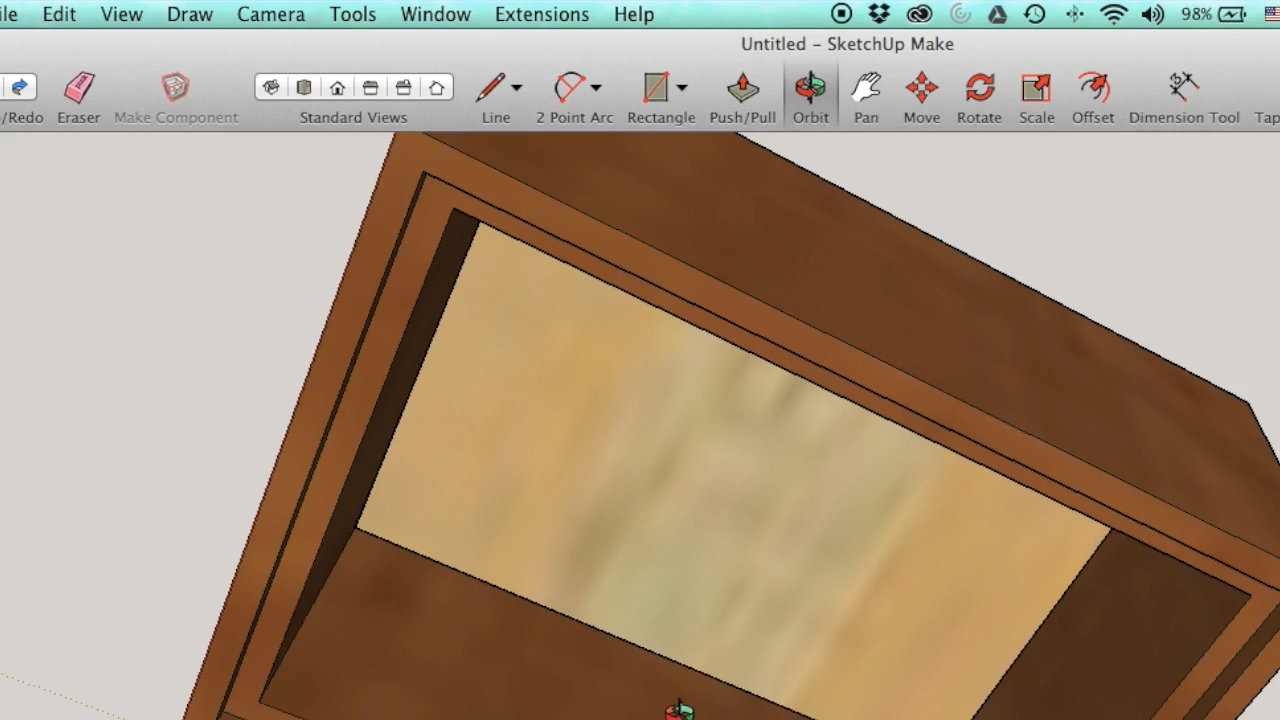 ile Edit View Draw Camera Tools Window Extensions Help 98%
Untitled – SketchUp Make
/Redo Eraser Make Component Standard Views Line 2 Point Arc Rectangle Push/Pull Orbit Pan Move Rotate Scale Offset Dimension Tool Tap